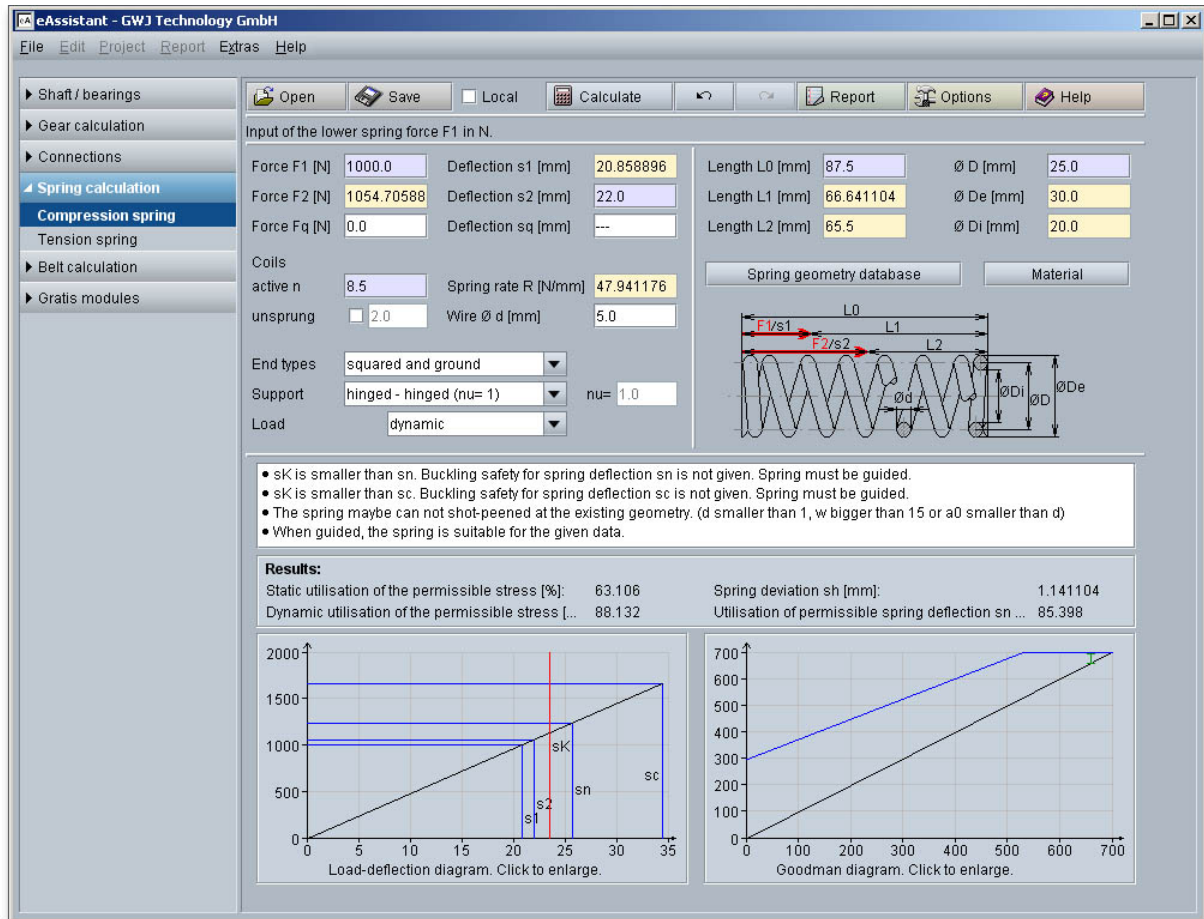 eA eAssistant - GWJ Technology GmbH
File Edit Project Report Extras Help
Shaft / bearings
Gear calculation
Connections
Spring calculation
Compression spring
Tension spring
Belt calculation
Gratis modules
Open Save Local Calculate Report Options Help
Input of the lower spring force F1 in N.
Force F1 [N] 1000.0 Deflection s1 [mm] 20.858896 Length L0 [mm] 87.5 Ø D [mm] 25.0
Force F2 [N] 1054.70588 Deflection s2 [mm] 22.0 Length L1 [mm] 66.641104 Ø De [mm] 30.0
Force Fq [N] 0.0 Deflection sq [mm] --- Length L2 [mm] 65.5 Ø Di [mm] 20.0
Coils
active n 8.5 Spring rate R [N/mm] 47.941176
unsprung 2.0 Wire Ø d [mm] 5.0
End types squared and ground
Support hinged - hinged (nu= 1) nu= 1.0
Load dynamic
Spring geometry database Material
L0
F1/s1 L1
F2/s2 L2
Ød ØDi ØD ØDe
● sK is smaller than sn. Buckling safety for spring deflection sn is not given. Spring must be guided.
● sK is smaller than sc. Buckling safety for spring deflection sc is not given. Spring must be guided.
● The spring maybe can not shot-peened at the existing geometry. (d smaller than 1, w bigger than 15 or a0 smaller than d)
● When guided, the spring is suitable for the given data.
Results:
Static utilisation of the permissible stress [%]: 63.106 Spring deviation sh [mm]: 1.141104
Dynamic utilisation of the permissible stress [... 88.132 Utilisation of permissible spring deflection sn ... 85.398
2000
1500
1000
500
0
sK
sc
sn
s2
s1
0 5 10 15 20 25 30 35
Load-deflection diagram. Click to enlarge.
700
600
500
400
300
200
100
0
0 100 200 300 400 500 600 700
Goodman diagram. Click to enlarge.